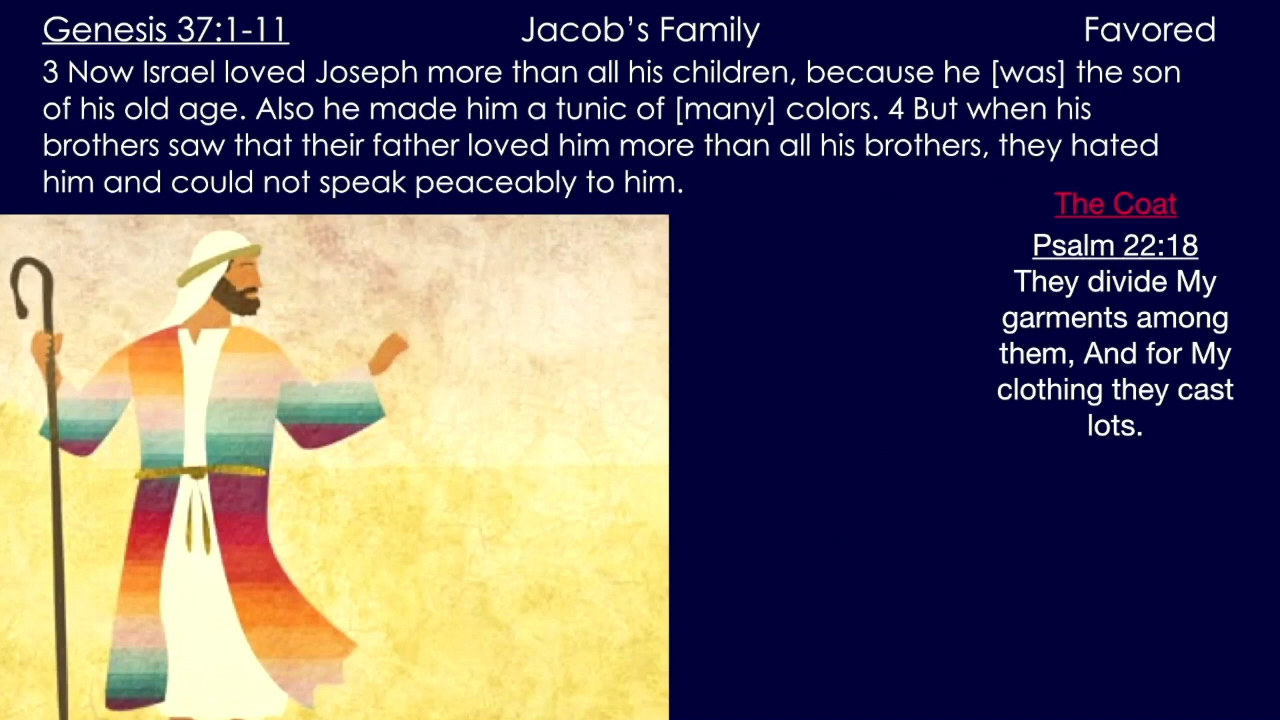 Genesis 37:1-11 Jacob’s Family Favored
3 Now Israel loved Joseph more than all his children, because he [was] the son
of his old age. Also he made him a tunic of [many] colors. 4 But when his
brothers saw that their father loved him more than all his brothers, they hated
him and could not speak peaceably to him.
The Coat
Psalm 22:18
They divide My
garments among
them, And for My
clothing they cast
lots.